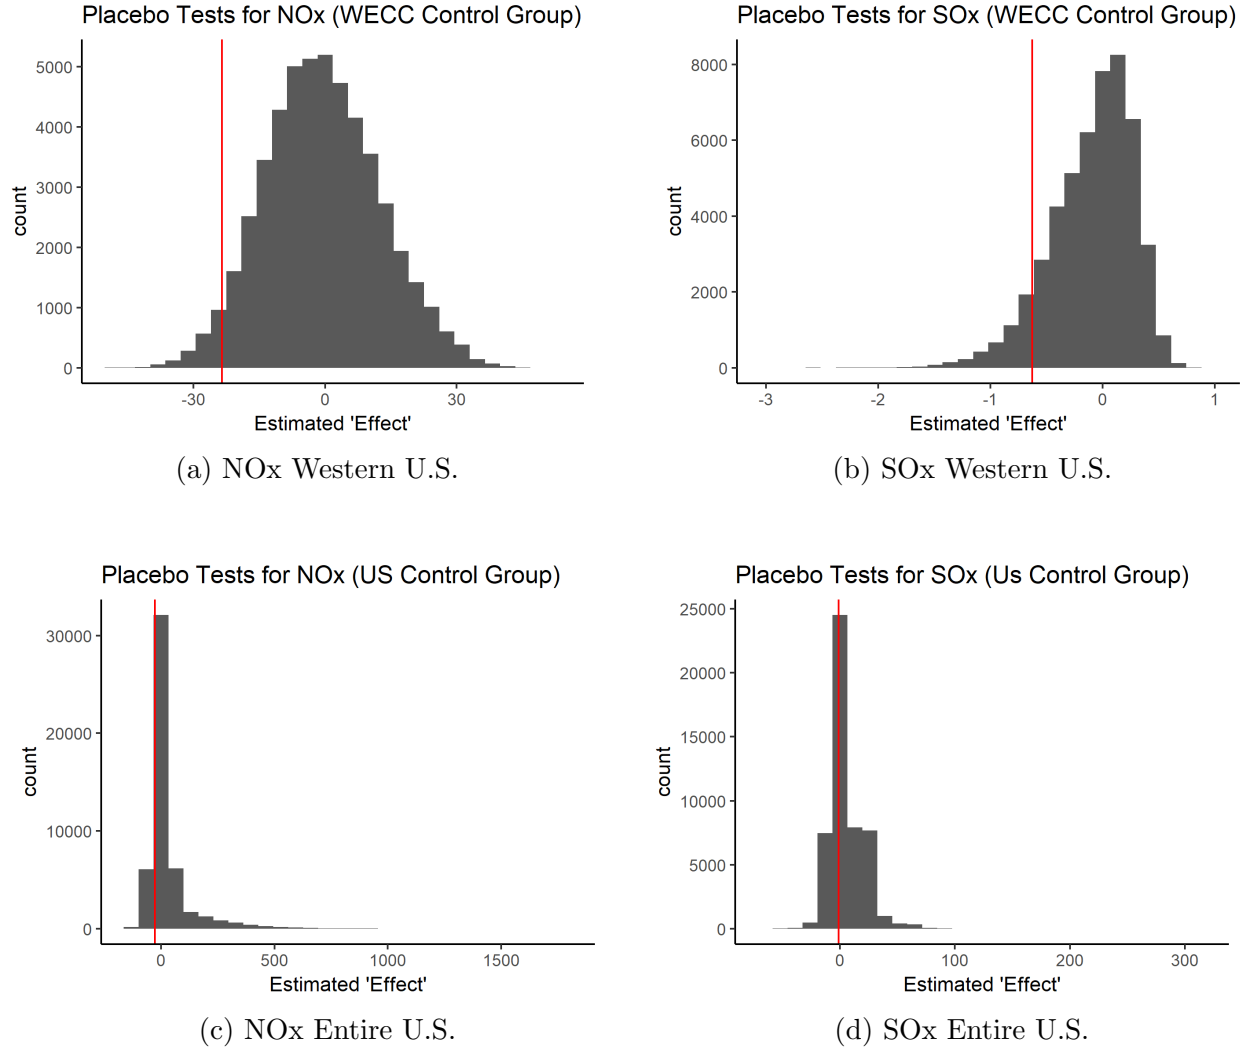 Placebo Tests for NOx (WECC Control Group)
5000
4000
3000
2000
1000
0
count
-30
0
30
Estimated 'Effect'
(a) NOx Western U.S.
Placebo Tests for SOx (WECC Control Group)
8000
6000
4000
2000
0
count
-3
-2
-1
0
1
Estimated 'Effect'
(b) SOx Western U.S.
Placebo Tests for NOx (US Control Group)
30000
20000
10000
0
count
0
500
1000
1500
Estimated 'Effect'
(c) NOx Entire U.S.
Placebo Tests for SOx (Us Control Group)
25000
20000
15000
10000
5000
0
count
0
100
200
300
Estimated 'Effect'
(d) SOx Entire U.S.